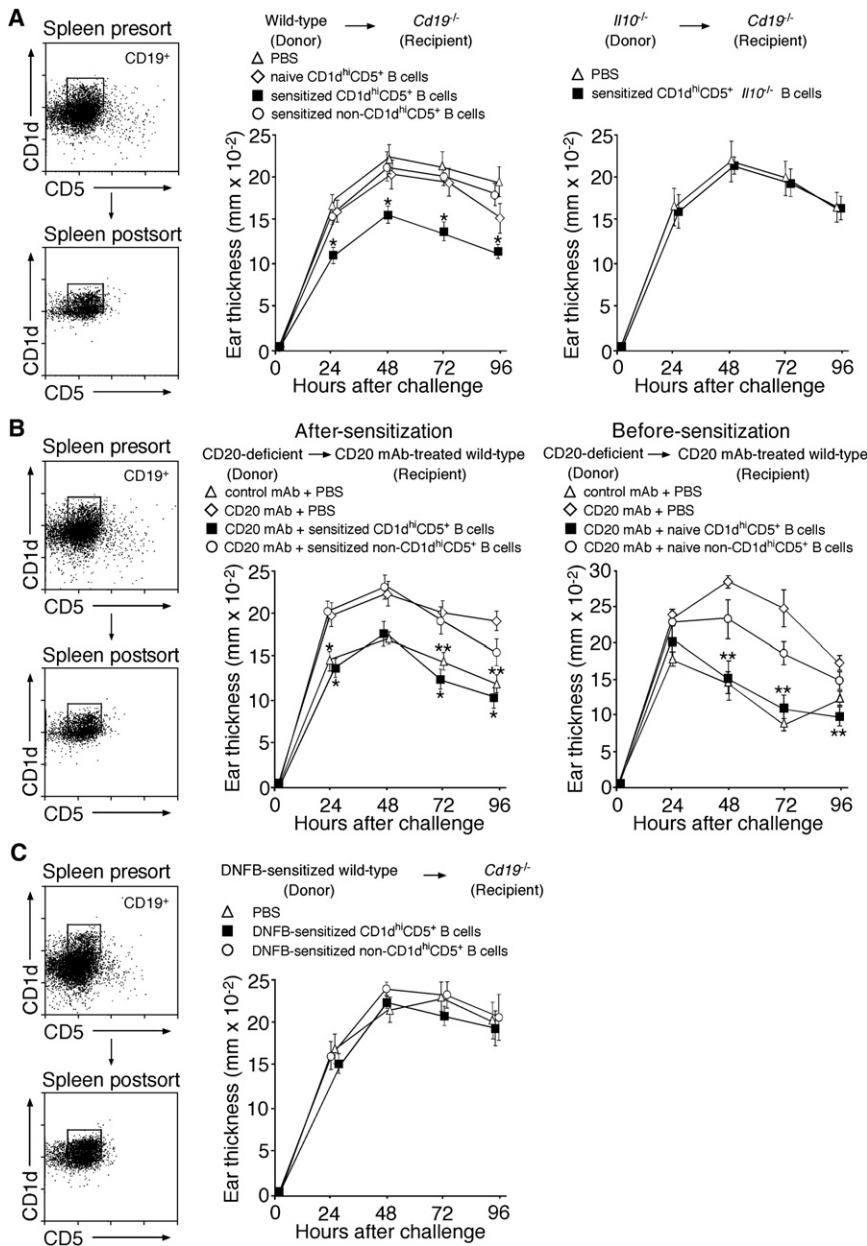 A
Spleen presort
CD19+
CD1d
CD5
Spleen postsort
CD1d
CD5
Wild-type Cd19-/-
(Donor) (Recipient)
PBS
naive CD1dhiCD5+ B cells
sensitized CD1dhiCD5+ B cells
sensitized non-CD1dhiCD5+ B cells
Ear thickness (mm x 10-2)
25
20
15
10
5
0
* * * *
0 24 48 72 96
Hours after challenge
Il10-/- Cd19-/-
(Donor) (Recipient)
PBS
sensitized CD1dhiCD5+ Il10-/- B cells
Ear thickness (mm x 10-2)
25
20
15
10
5
0
0 24 48 72 96
Hours after challenge
B
Spleen presort
CD19+
CD1d
CD5
Spleen postsort
CD1d
CD5
After-sensitization
CD20-deficient CD20 mAb-treated wild-type
(Donor) (Recipient)
control mAb + PBS
CD20 mAb + PBS
CD20 mAb + sensitized CD1dhiCD5+ B cells
CD20 mAb + sensitized non-CD1dhiCD5+ B cells
Ear thickness (mm x 10-2)
25
20
15
10
5
0
* ** **
* * *
0 24 48 72 96
Hours after challenge
Before-sensitization
CD20-deficient CD20 mAb-treated wild-type
(Donor) (Recipient)
control mAb + PBS
CD20 mAb + PBS
CD20 mAb + naive CD1dhiCD5+ B cells
CD20 mAb + naive non-CD1dhiCD5+ B cells
Ear thickness (mm x 10-2)
30
25
20
15
10
5
0
** ** **
0 24 48 72 96
Hours after challenge
C
Spleen presort
CD19+
CD1d
CD5
Spleen postsort
CD1d
CD5
DNFB-sensitized wild-type Cd19-/-
(Donor) (Recipient)
PBS
DNFB-sensitized CD1dhiCD5+ B cells
DNFB-sensitized non-CD1dhiCD5+ B cells
Ear thickness (mm x 10-2)
25
20
15
10
5
0
0 24 48 72 96
Hours after challenge